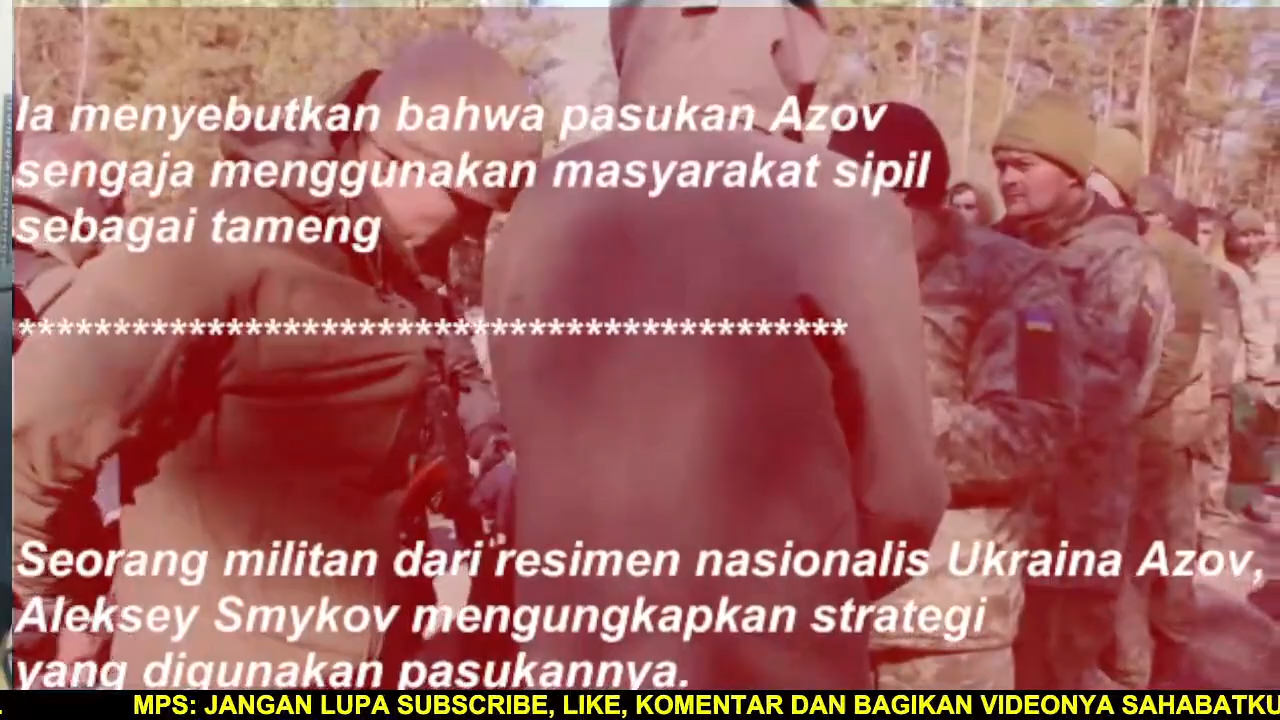 Ia menyebutkan bahwa pasukan Azov
sengaja menggunakan masyarakat sipil
sebagai tameng
********************************************
Seorang militan dari resimen nasionalis Ukraina Azov,
Aleksey Smykov mengungkapkan strategi
yang digunakan pasukannya.
. MPS: JANGAN LUPA SUBSCRIBE, LIKE, KOMENTAR DAN BAGIKAN VIDEONYA SAHABATKU